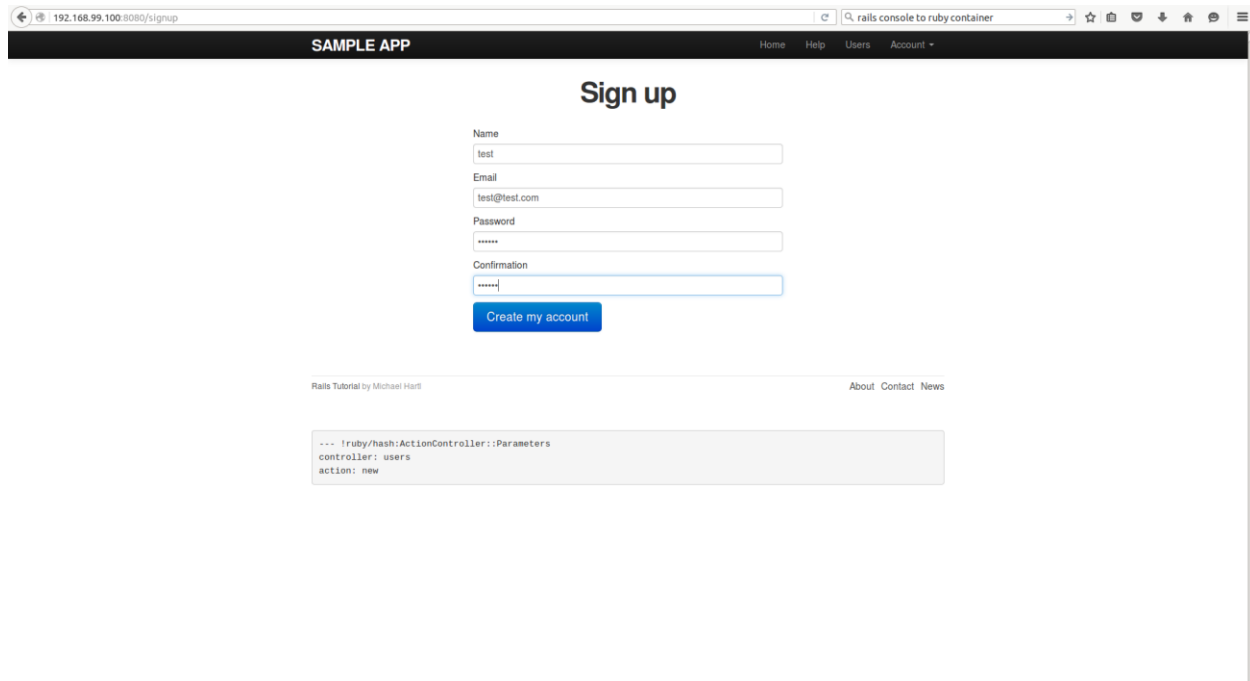 192.168.99.100:8080/signup
rails console to ruby container
SAMPLE APP
Home Help Users Account
Sign up
Name
test
Email
test@test.com
Password
••••••
Confirmation
••••••
Create my account
Rails Tutorial by Michael Hartl
About Contact News
--- !ruby/hash:ActionController::Parameters
controller: users
action: new